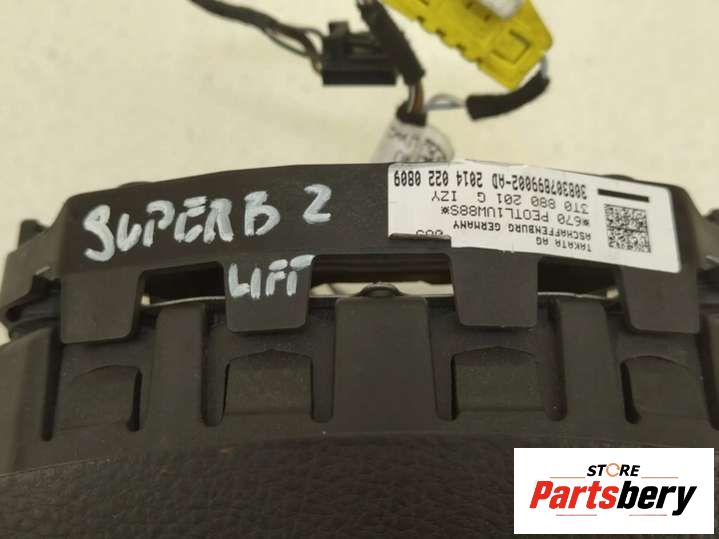 SUPERB 2
LIFT
TAKATA AG
ASCHAFFENBURG GERMANY
*670 PEOTL1UW88S*
3T0 880 201 G IZY
308307899002-AD 2014 022 0809
STORE
Partsbery